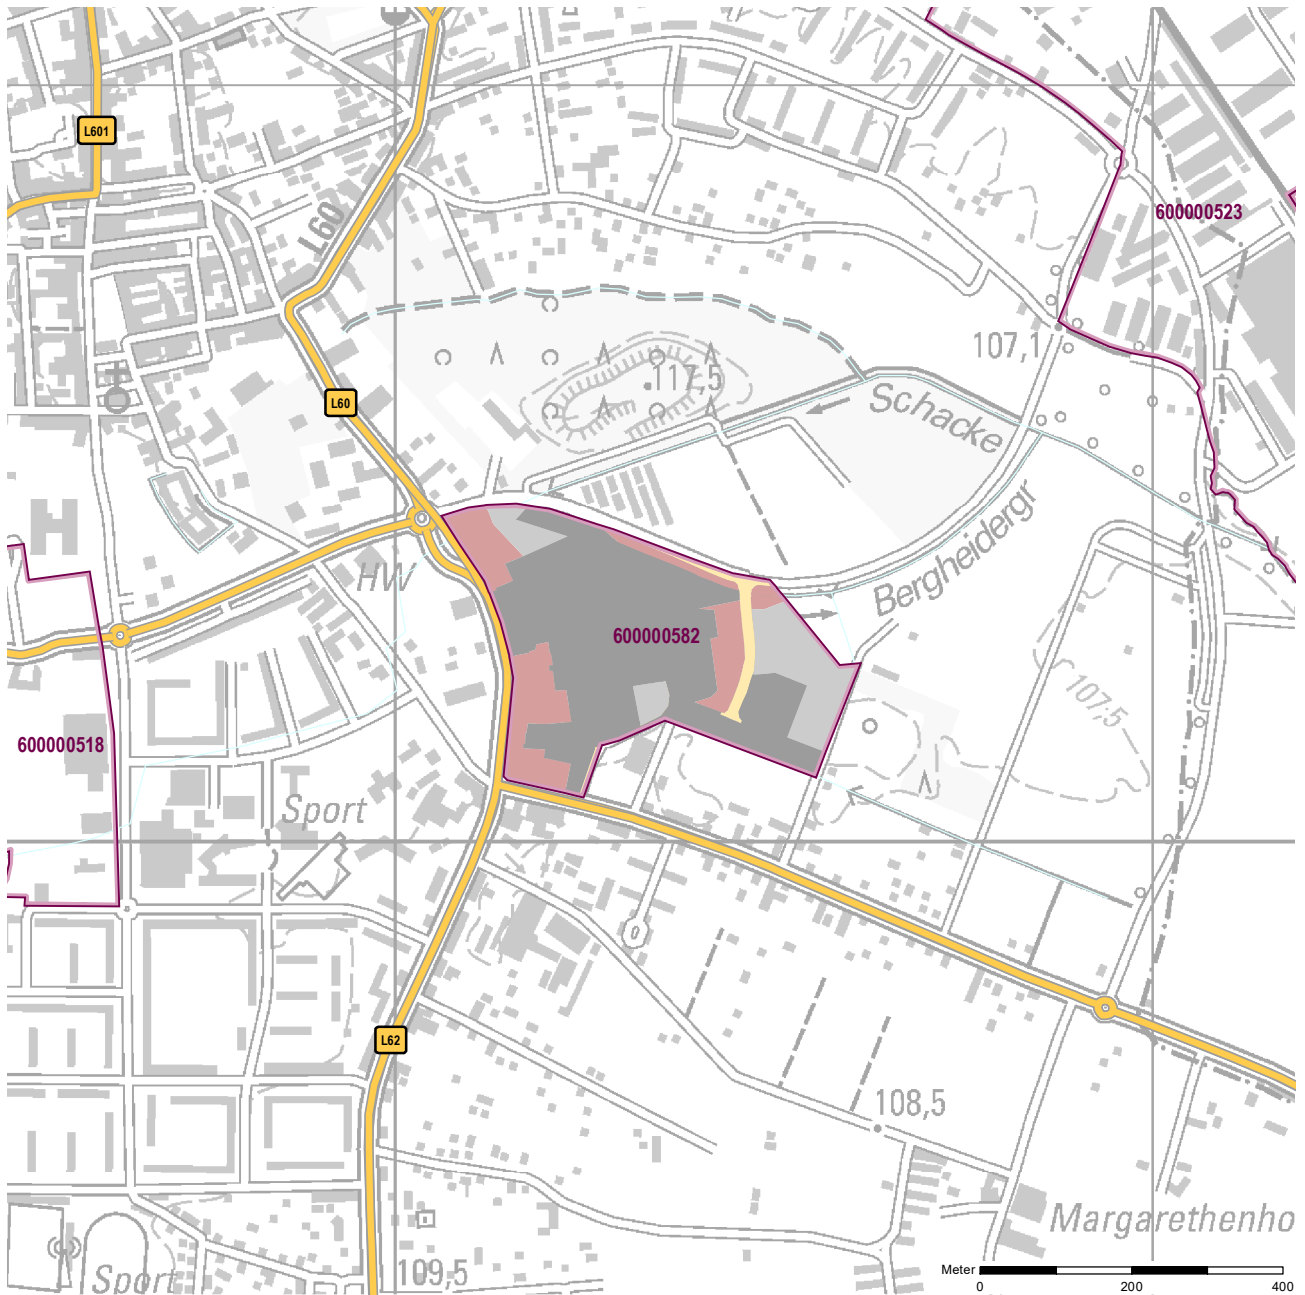 L601
L60
600000523
107,1
117,5
L60
Schacke
H
HW
Bergheidergr
600000582
107,5
600000518
Sport
L62
108,5
Margarethenho
109,5
Sport
Meter
0
200
400